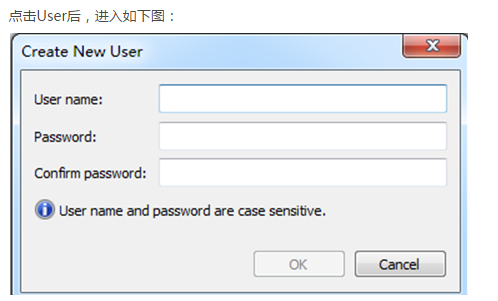 点击User后，进入如下图：
Create New User
User name:
Password:
Confirm password:
User name and password are case sensitive.
OK Cancel